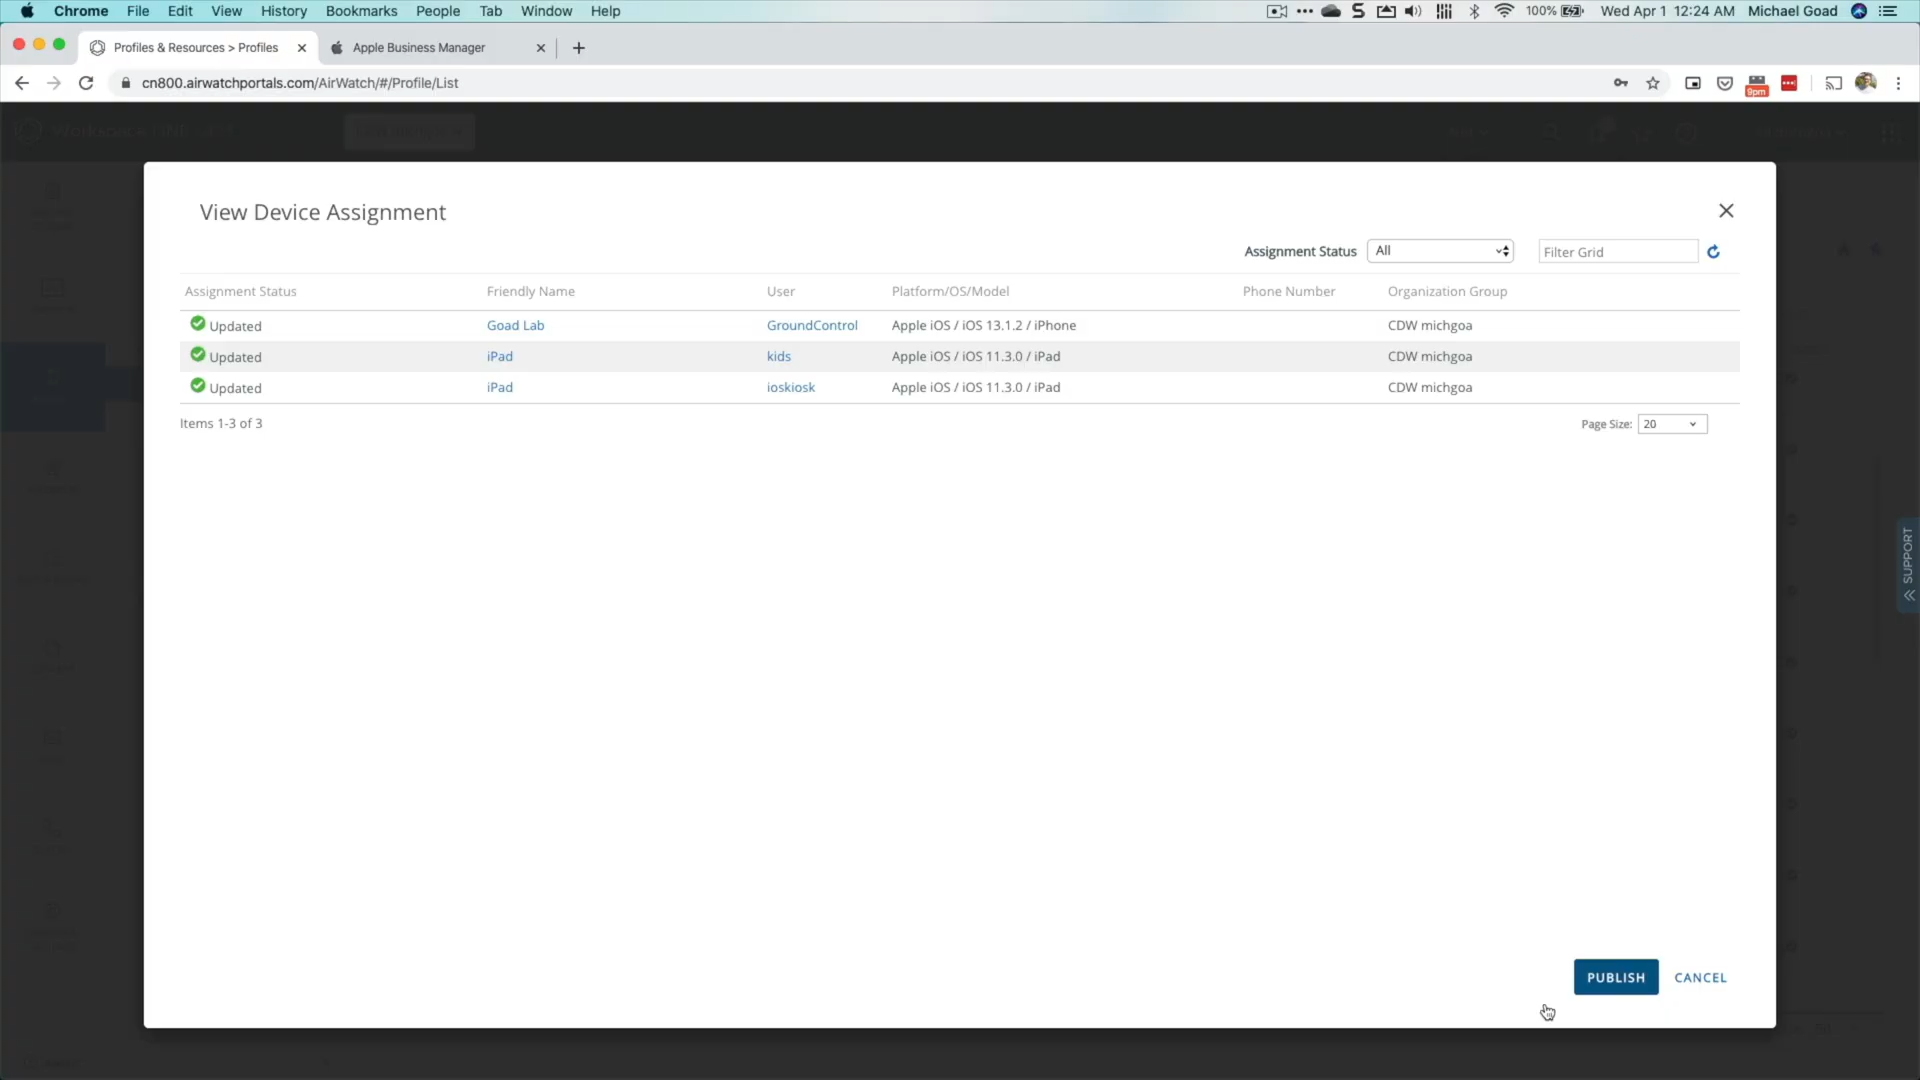 Chrome File Edit View History Bookmarks People Tab Window Help 100% Wed Apr 1 12:24 AM Michael Goad
Profiles & Resources > Profiles Apple Business Manager
cn800.airwatchportals.com/AirWatch/#/Profile/List 9pm
View Device Assignment
Assignment Status All Filter Grid
Assignment Status Friendly Name User Platform/OS/Model Phone Number Organization Group
Updated Goad Lab GroundControl Apple iOS / iOS 13.1.2 / iPhone CDW michgoa
Updated iPad kids Apple iOS / iOS 11.3.0 / iPad CDW michgoa
Updated iPad ioskiosk Apple iOS / iOS 11.3.0 / iPad CDW michgoa
Items 1-3 of 3 Page Size: 20
SUPPORT
PUBLISH CANCEL